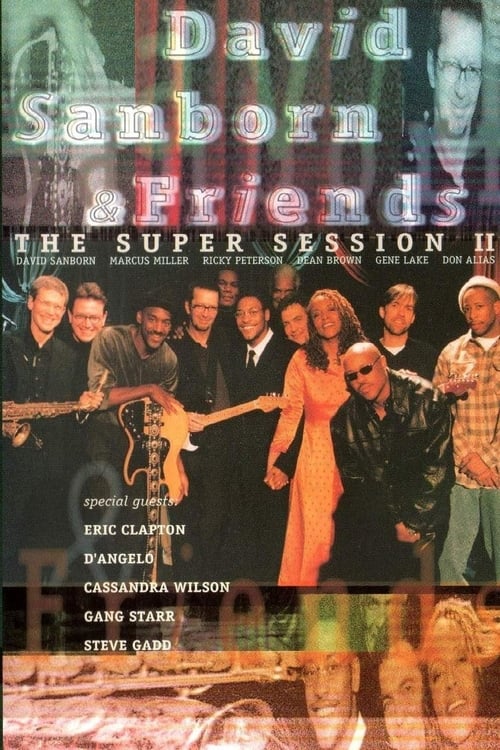 David
Sanborn
& Friends
THE SUPER SESSION II
DAVID SANBORN MARCUS MILLER RICKY PETERSON DEAN BROWN GENE LAKE DON ALIAS
special guests:
ERIC CLAPTON
D'ANGELO
CASSANDRA WILSON
GANG STARR
STEVE GADD